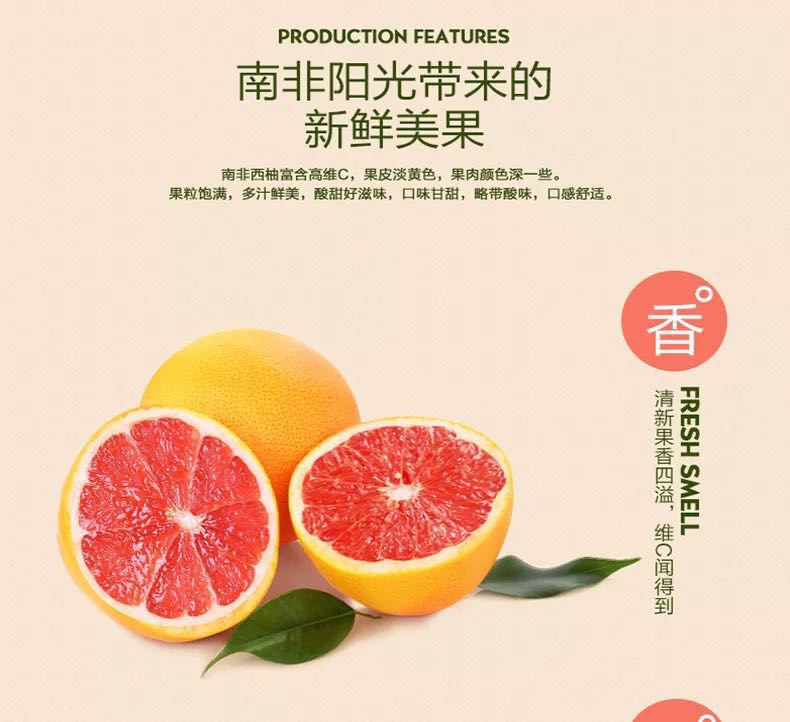 PRODUCTION FEATURES
南非阳光带来的
新鲜美果
南非西柚富含高维C，果皮淡黄色，果肉颜色深一些。
果粒饱满，多汁鲜美，酸甜好滋味，口味甘甜，略带酸味，口感舒适。
香
FRESH SMELL
清新果香四溢，维C闻得到